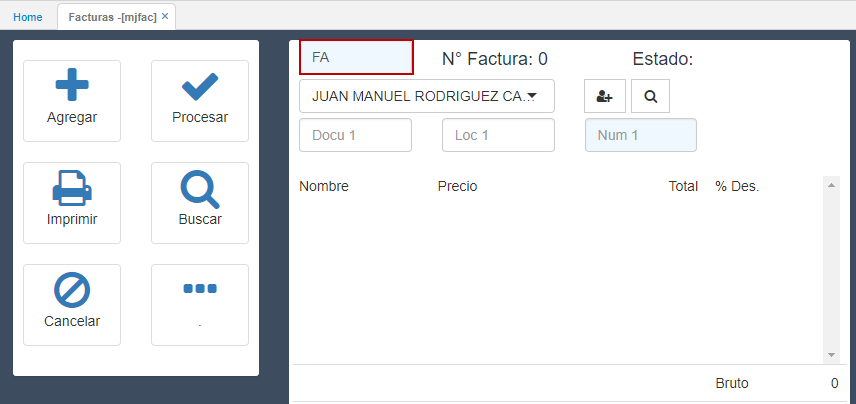 Home Facturas -[mjfac] ×
Agregar Procesar
Imprimir Buscar
Cancelar .
FA N° Factura: 0 Estado:
JUAN MANUEL RODRIGUEZ CA...
Docu 1 Loc 1 Num 1
Nombre Precio Total % Des.
Bruto 0